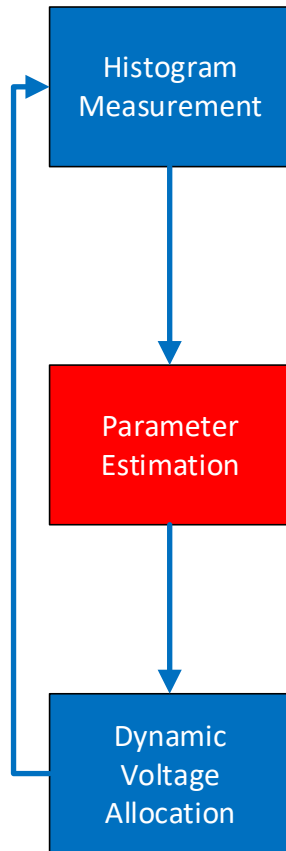 Histogram
Measurement
Parameter
Estimation
Dynamic
Voltage
Allocation